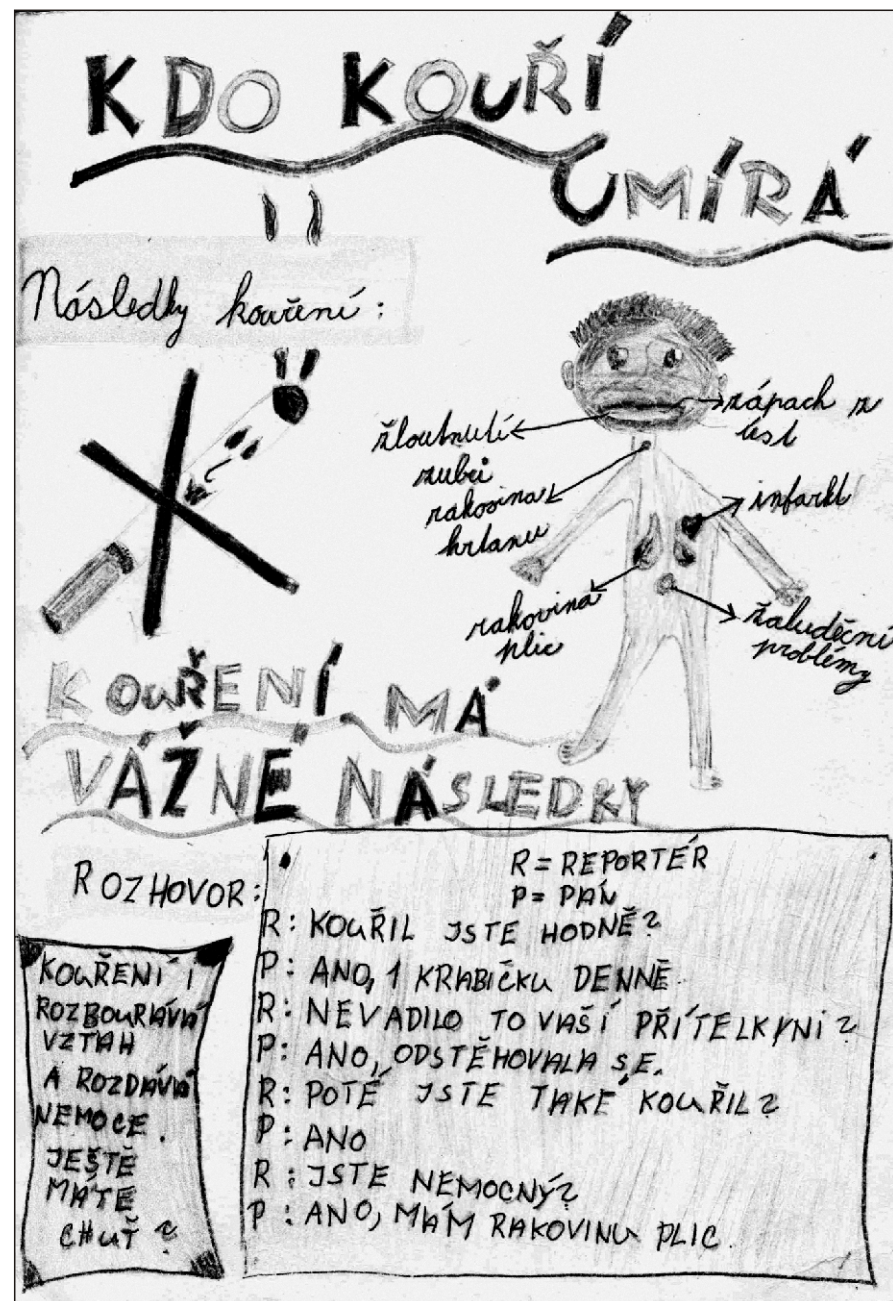 KDO KOUŘÍ
UMÍRÁ
Následky kouření:
zápach z
úst
žloutnutí
zubů
rakovina
hrtanu
infarkt
rakovina
plic
žaludeční
problémy
KOUŘENÍ MÁ
VÁŽNÉ NÁSLEDKY
ROZHOVOR:
R = REPORTÉR
P = PÁN
R: KOUŘIL JSTE HODNĚ?
P: ANO, 1 KRABIČKU DENNĚ
R: NEVADILO TO VAŠÍ PŘÍTELKYNI?
P: ANO, ODSTĚHOVALA SE.
R: POTÉ JSTE TAKÉ KOUŘIL?
P: ANO
R: JSTE NEMOCNÝ?
P: ANO, MÁM RAKOVINU PLIC
KOUŘENÍ I
ROZBOURÁVÁ
VZTAH
A ROZDÁVÁ
NEMOCE.
JEŠTĚ
MÁTE
CHUŤ?